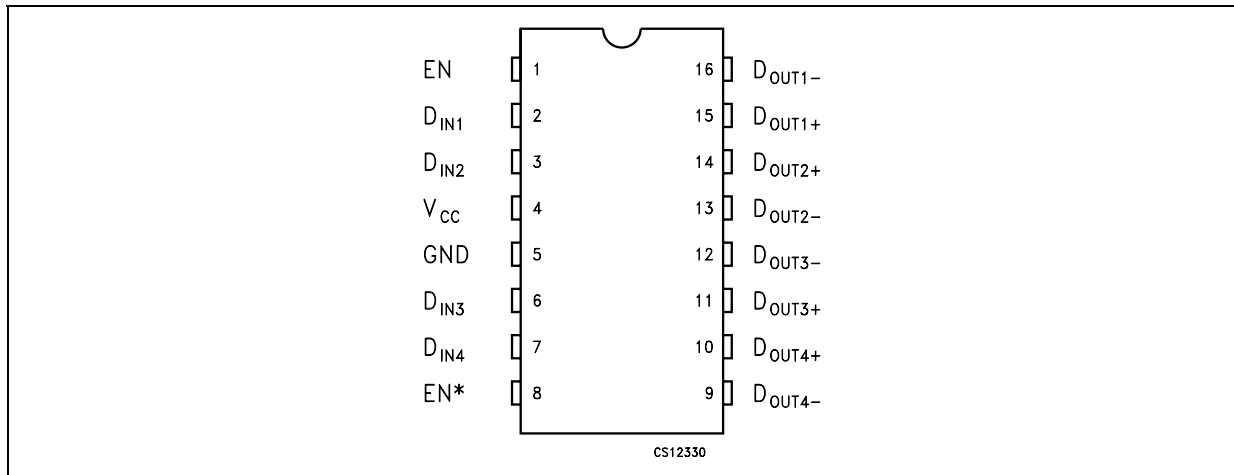 EN 1 16 DOUT1−
DIN1 2 15 DOUT1+
DIN2 3 14 DOUT2+
VCC 4 13 DOUT2−
GND 5 12 DOUT3−
DIN3 6 11 DOUT3+
DIN4 7 10 DOUT4+
EN* 8 9 DOUT4−
CS12330